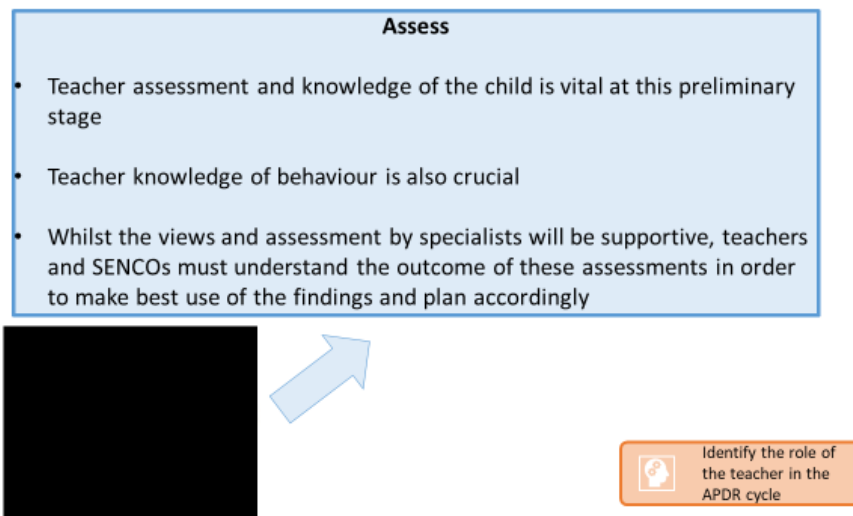 Assess
• Teacher assessment and knowledge of the child is vital at this preliminary
stage
• Teacher knowledge of behaviour is also crucial
• Whilst the views and assessment by specialists will be supportive, teachers
and SENCOs must understand the outcome of these assessments in order
to make best use of the findings and plan accordingly
Identify the role of
the teacher in the
APDR cycle